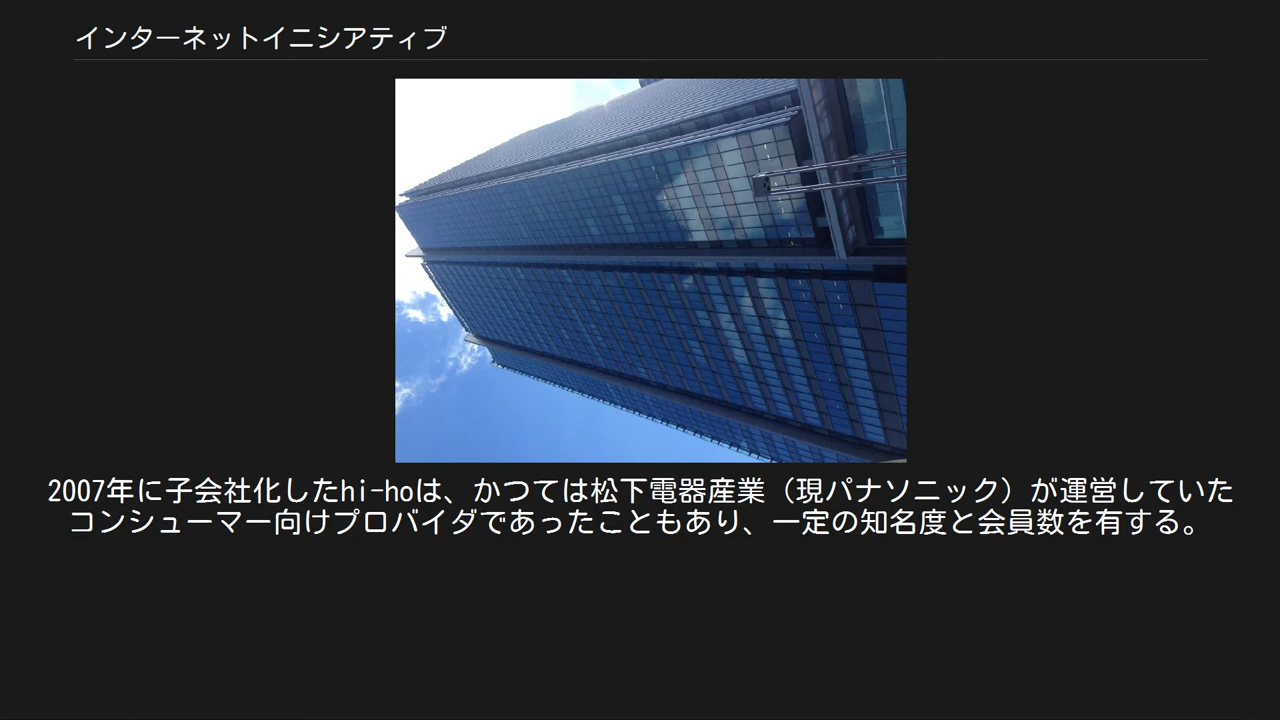 インターネットイニシアティブ
2007年に子会社化したhi-hoは、かつては松下電器産業（現パナソニック）が運営していた
コンシューマー向けプロバイダであったこともあり、一定の知名度と会員数を有する。